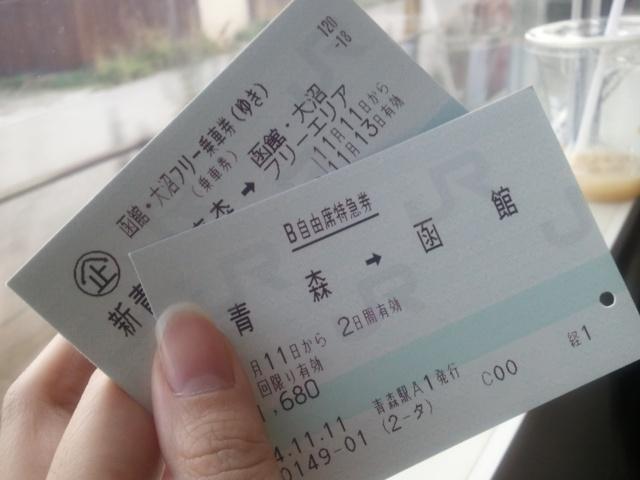 120
-13
函館・大沼フリー乗車券(ゆき)
(乗車券)
新青森 ➡ 函館・大沼
フリーエリア
11月11日から
11月13日有効
B自由席特急券
青森 ➡ 函館
月11日から 2日間有効
回限り有効
,680
4.11.11 青森駅A1発行 C00 経1
0149-01 (2-タ)